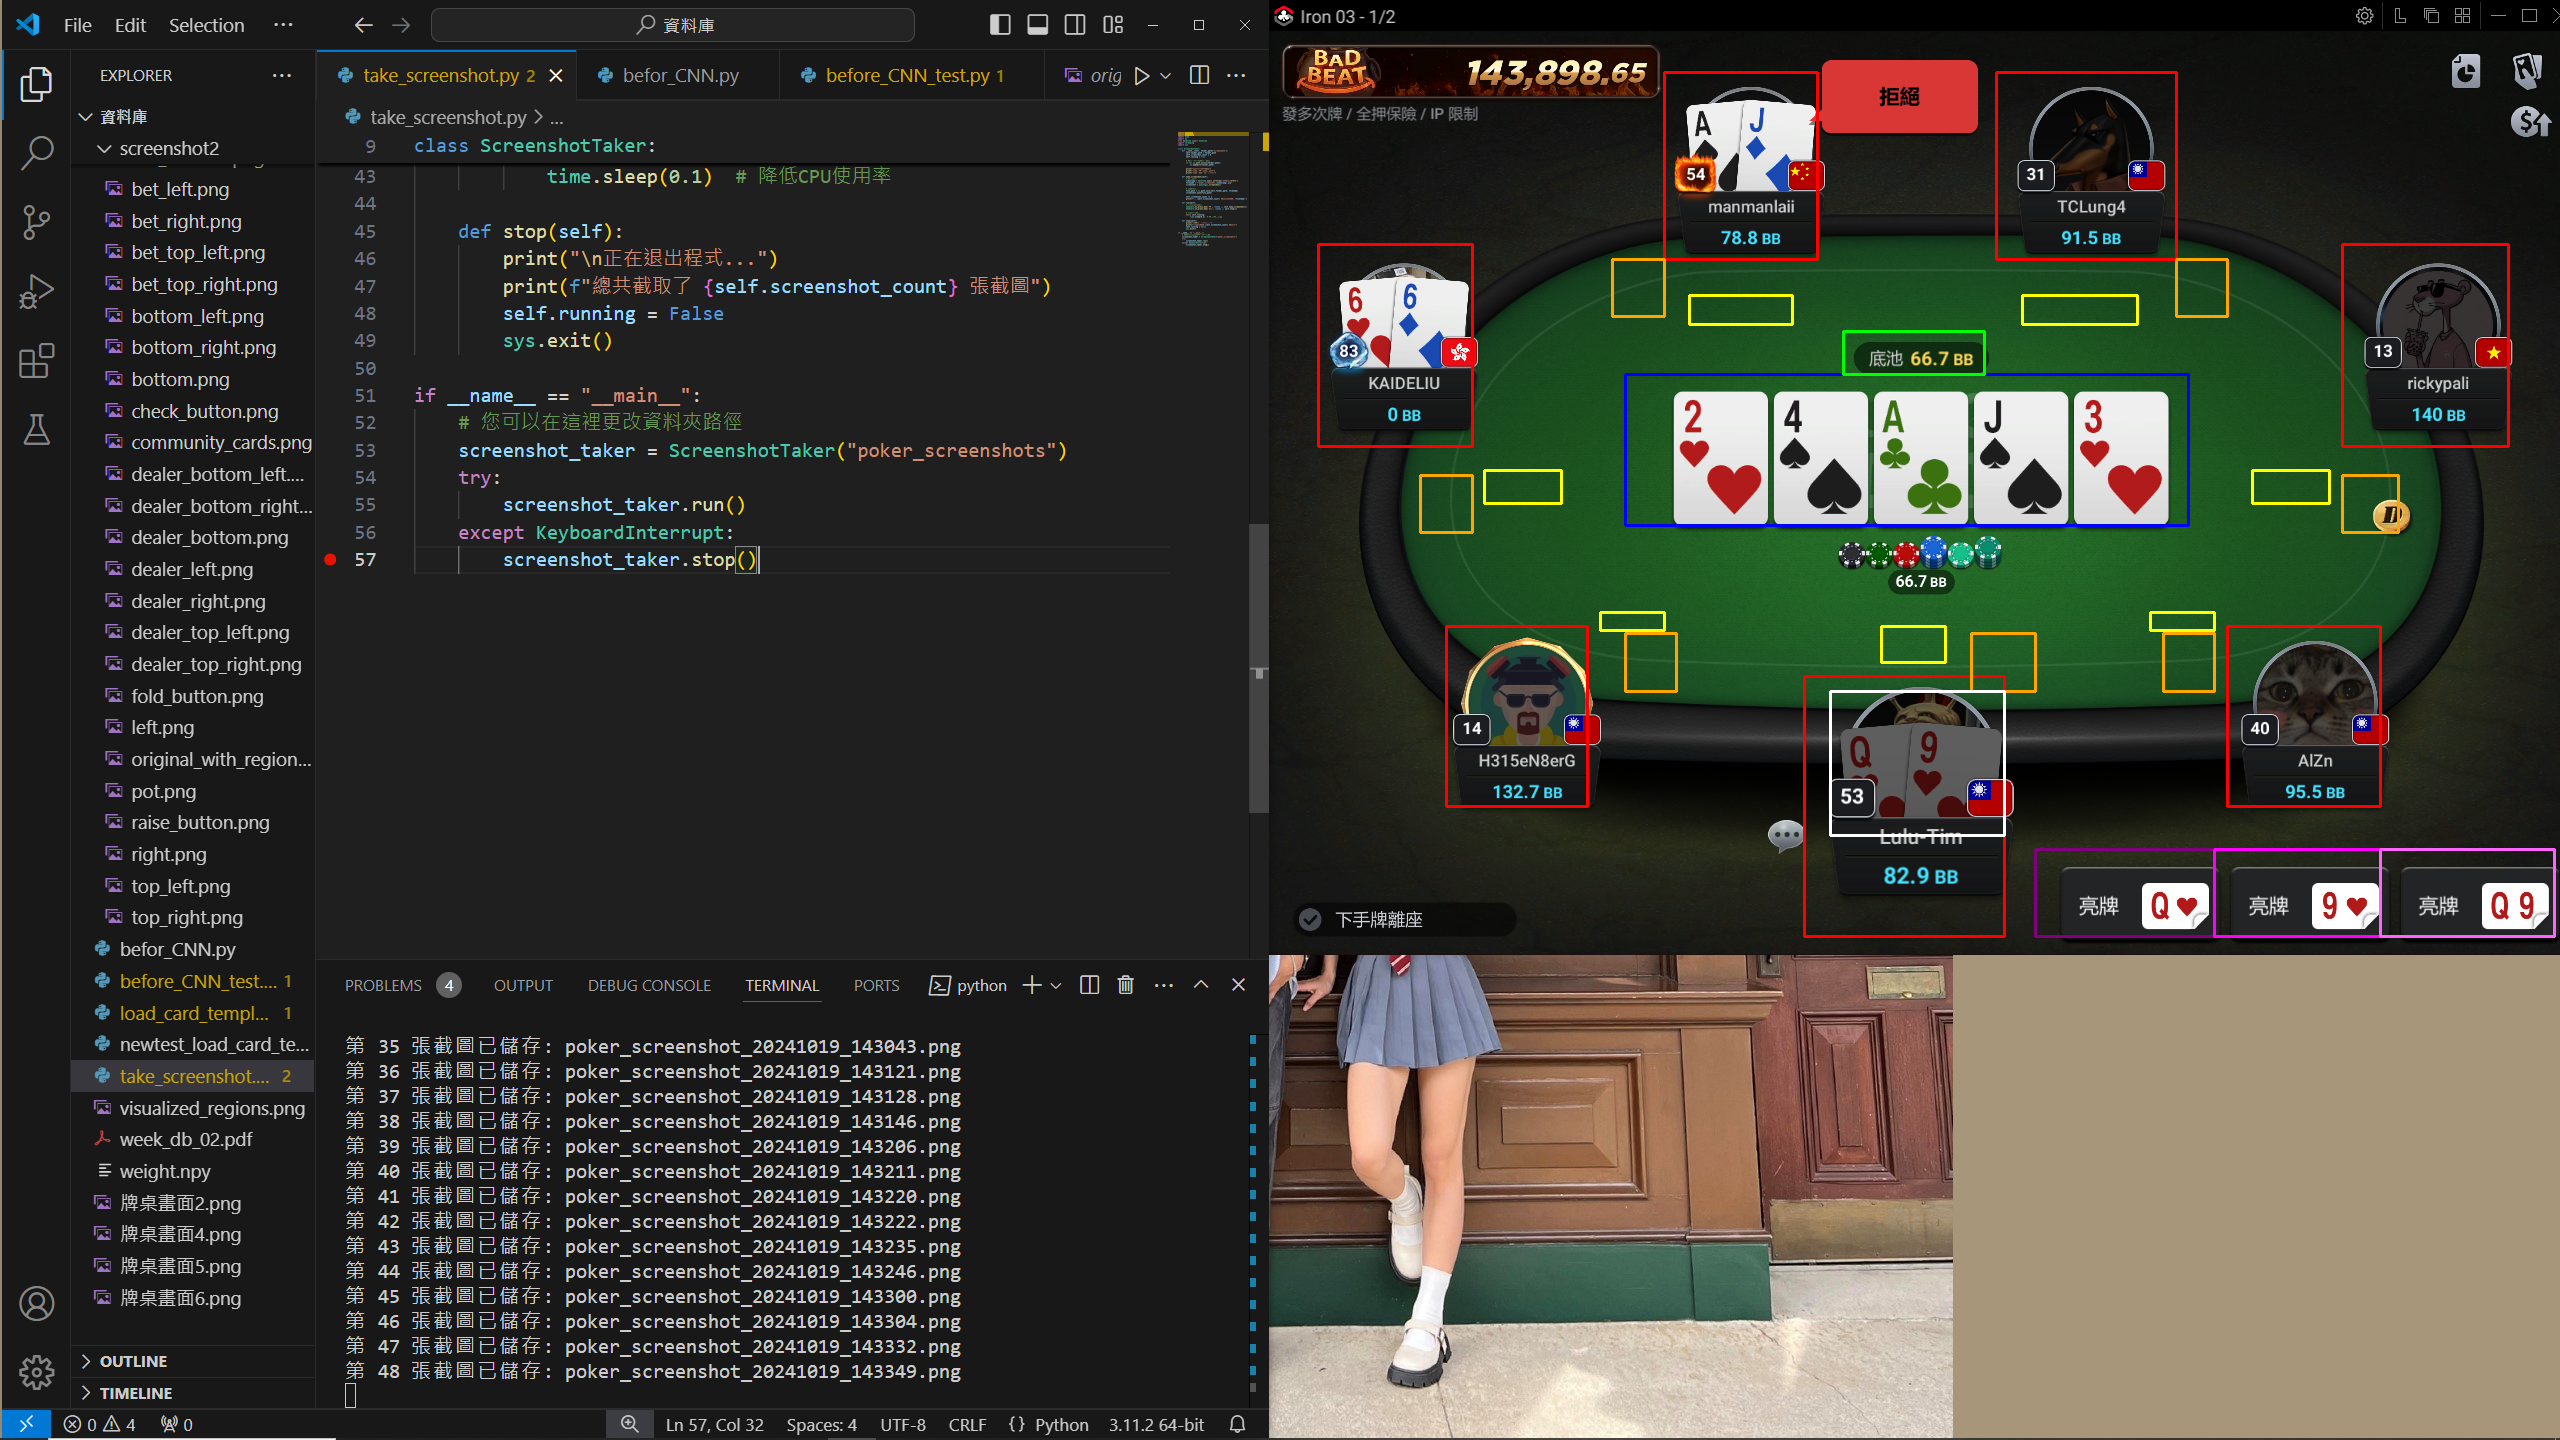 File Edit Selection ··· 資料庫
EXPLORER ···
資料庫
screenshot2
bet_left.png
bet_right.png
bet_top_left.png
bet_top_right.png
bottom_left.png
bottom_right.png
bottom.png
check_button.png
community_cards.png
dealer_bottom_left....
dealer_bottom_right...
dealer_bottom.png
dealer_left.png
dealer_right.png
dealer_top_left.png
dealer_top_right.png
fold_button.png
left.png
original_with_region...
pot.png
raise_button.png
right.png
top_left.png
top_right.png
befor_CNN.py
before_CNN_test.... 1
load_card_templ... 1
newtest_load_card_te...
take_screenshot.... 2
visualized_regions.png
week_db_02.pdf
weight.npy
牌桌畫面2.png
牌桌畫面4.png
牌桌畫面5.png
牌桌畫面6.png
OUTLINE
TIMELINE
take_screenshot.py 2 befor_CNN.py before_CNN_test.py 1 orig
take_screenshot.py > ...
9 class ScreenshotTaker:
43 time.sleep(0.1) # 降低CPU使用率
44
45 def stop(self):
46 print("\n正在退出程式...")
47 print(f"總共截取了 {self.screenshot_count} 張截圖")
48 self.running = False
49 sys.exit()
50
51 if __name__ == "__main__":
52 # 您可以在這裡更改資料夾路徑
53 screenshot_taker = ScreenshotTaker("poker_screenshots")
54 try:
55 screenshot_taker.run()
56 except KeyboardInterrupt:
57 screenshot_taker.stop()
PROBLEMS 4 OUTPUT DEBUG CONSOLE TERMINAL PORTS python
第 35 張截圖已儲存: poker_screenshot_20241019_143043.png
第 36 張截圖已儲存: poker_screenshot_20241019_143121.png
第 37 張截圖已儲存: poker_screenshot_20241019_143128.png
第 38 張截圖已儲存: poker_screenshot_20241019_143146.png
第 39 張截圖已儲存: poker_screenshot_20241019_143206.png
第 40 張截圖已儲存: poker_screenshot_20241019_143211.png
第 41 張截圖已儲存: poker_screenshot_20241019_143220.png
第 42 張截圖已儲存: poker_screenshot_20241019_143222.png
第 43 張截圖已儲存: poker_screenshot_20241019_143235.png
第 44 張截圖已儲存: poker_screenshot_20241019_143246.png
第 45 張截圖已儲存: poker_screenshot_20241019_143300.png
第 46 張截圖已儲存: poker_screenshot_20241019_143304.png
第 47 張截圖已儲存: poker_screenshot_20241019_143332.png
第 48 張截圖已儲存: poker_screenshot_20241019_143349.png
0 4 0 Ln 57, Col 32 Spaces: 4 UTF-8 CRLF {} Python 3.11.2 64-bit
Iron 03 - 1/2
BAD BEAT 143,898.65
發多次牌 / 全押保險 / IP 限制
拒絕
A J
54
manmanlaii
78.8 BB
31
TCLung4
91.5 BB
6 6
83
KAIDELIU
0 BB
13
rickypali
140 BB
底池 66.7 BB
2 4 A J 3
D
66.7 BB
14
H315eN8erG
132.7 BB
Q 9
53
Lulu-Tim
82.9 BB
40
AlZn
95.5 BB
下手牌離座
亮牌 Q 亮牌 9 亮牌 Q 9